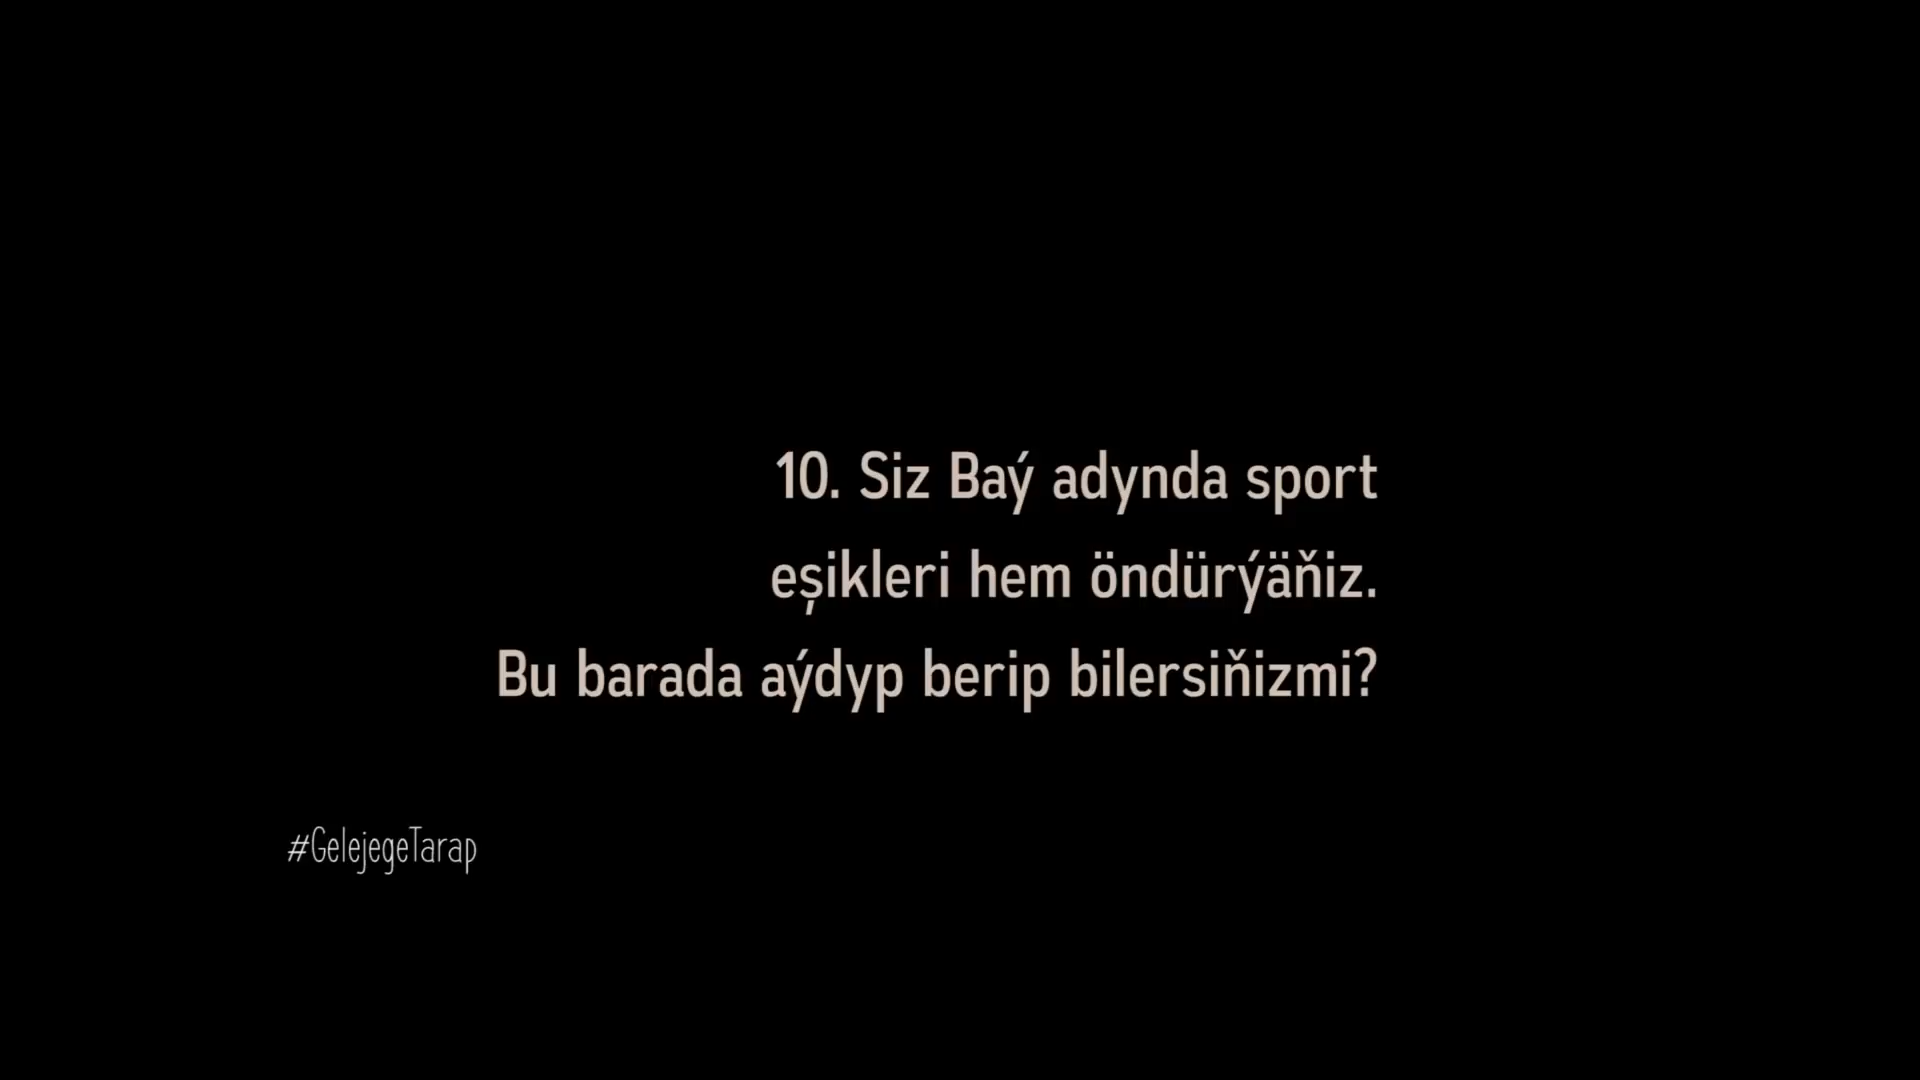 10. Siz Baý adynda sport
eşikleri hem öndürýäňiz.
Bu barada aýdyp berip bilersiňizmi?
#GelejegeTarap